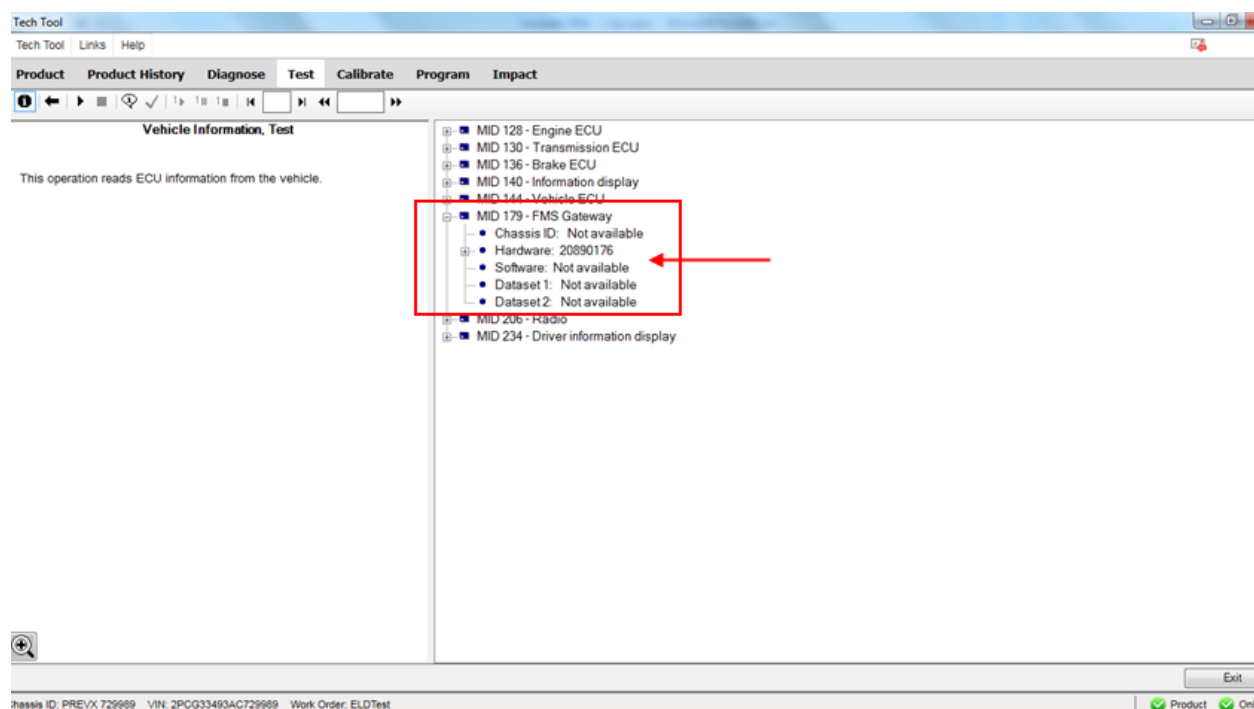 Tech Tool
Tech Tool Links Help
Product Product History Diagnose Test Calibrate Program Impact
Vehicle Information, Test
This operation reads ECU information from the vehicle.
MID 128 - Engine ECU
MID 130 - Transmission ECU
MID 136 - Brake ECU
MID 140 - Information display
MID 144 - Vehicle ECU
MID 179 - FMS Gateway
Chassis ID: Not available
Hardware: 20890176
Software: Not available
Dataset 1: Not available
Dataset 2: Not available
MID 206 - Radio
MID 234 - Driver information display
Exit
hassis ID: PREVX 729989 VIN: 2PCG33493AC729989 Work Order: ELDTest Product On